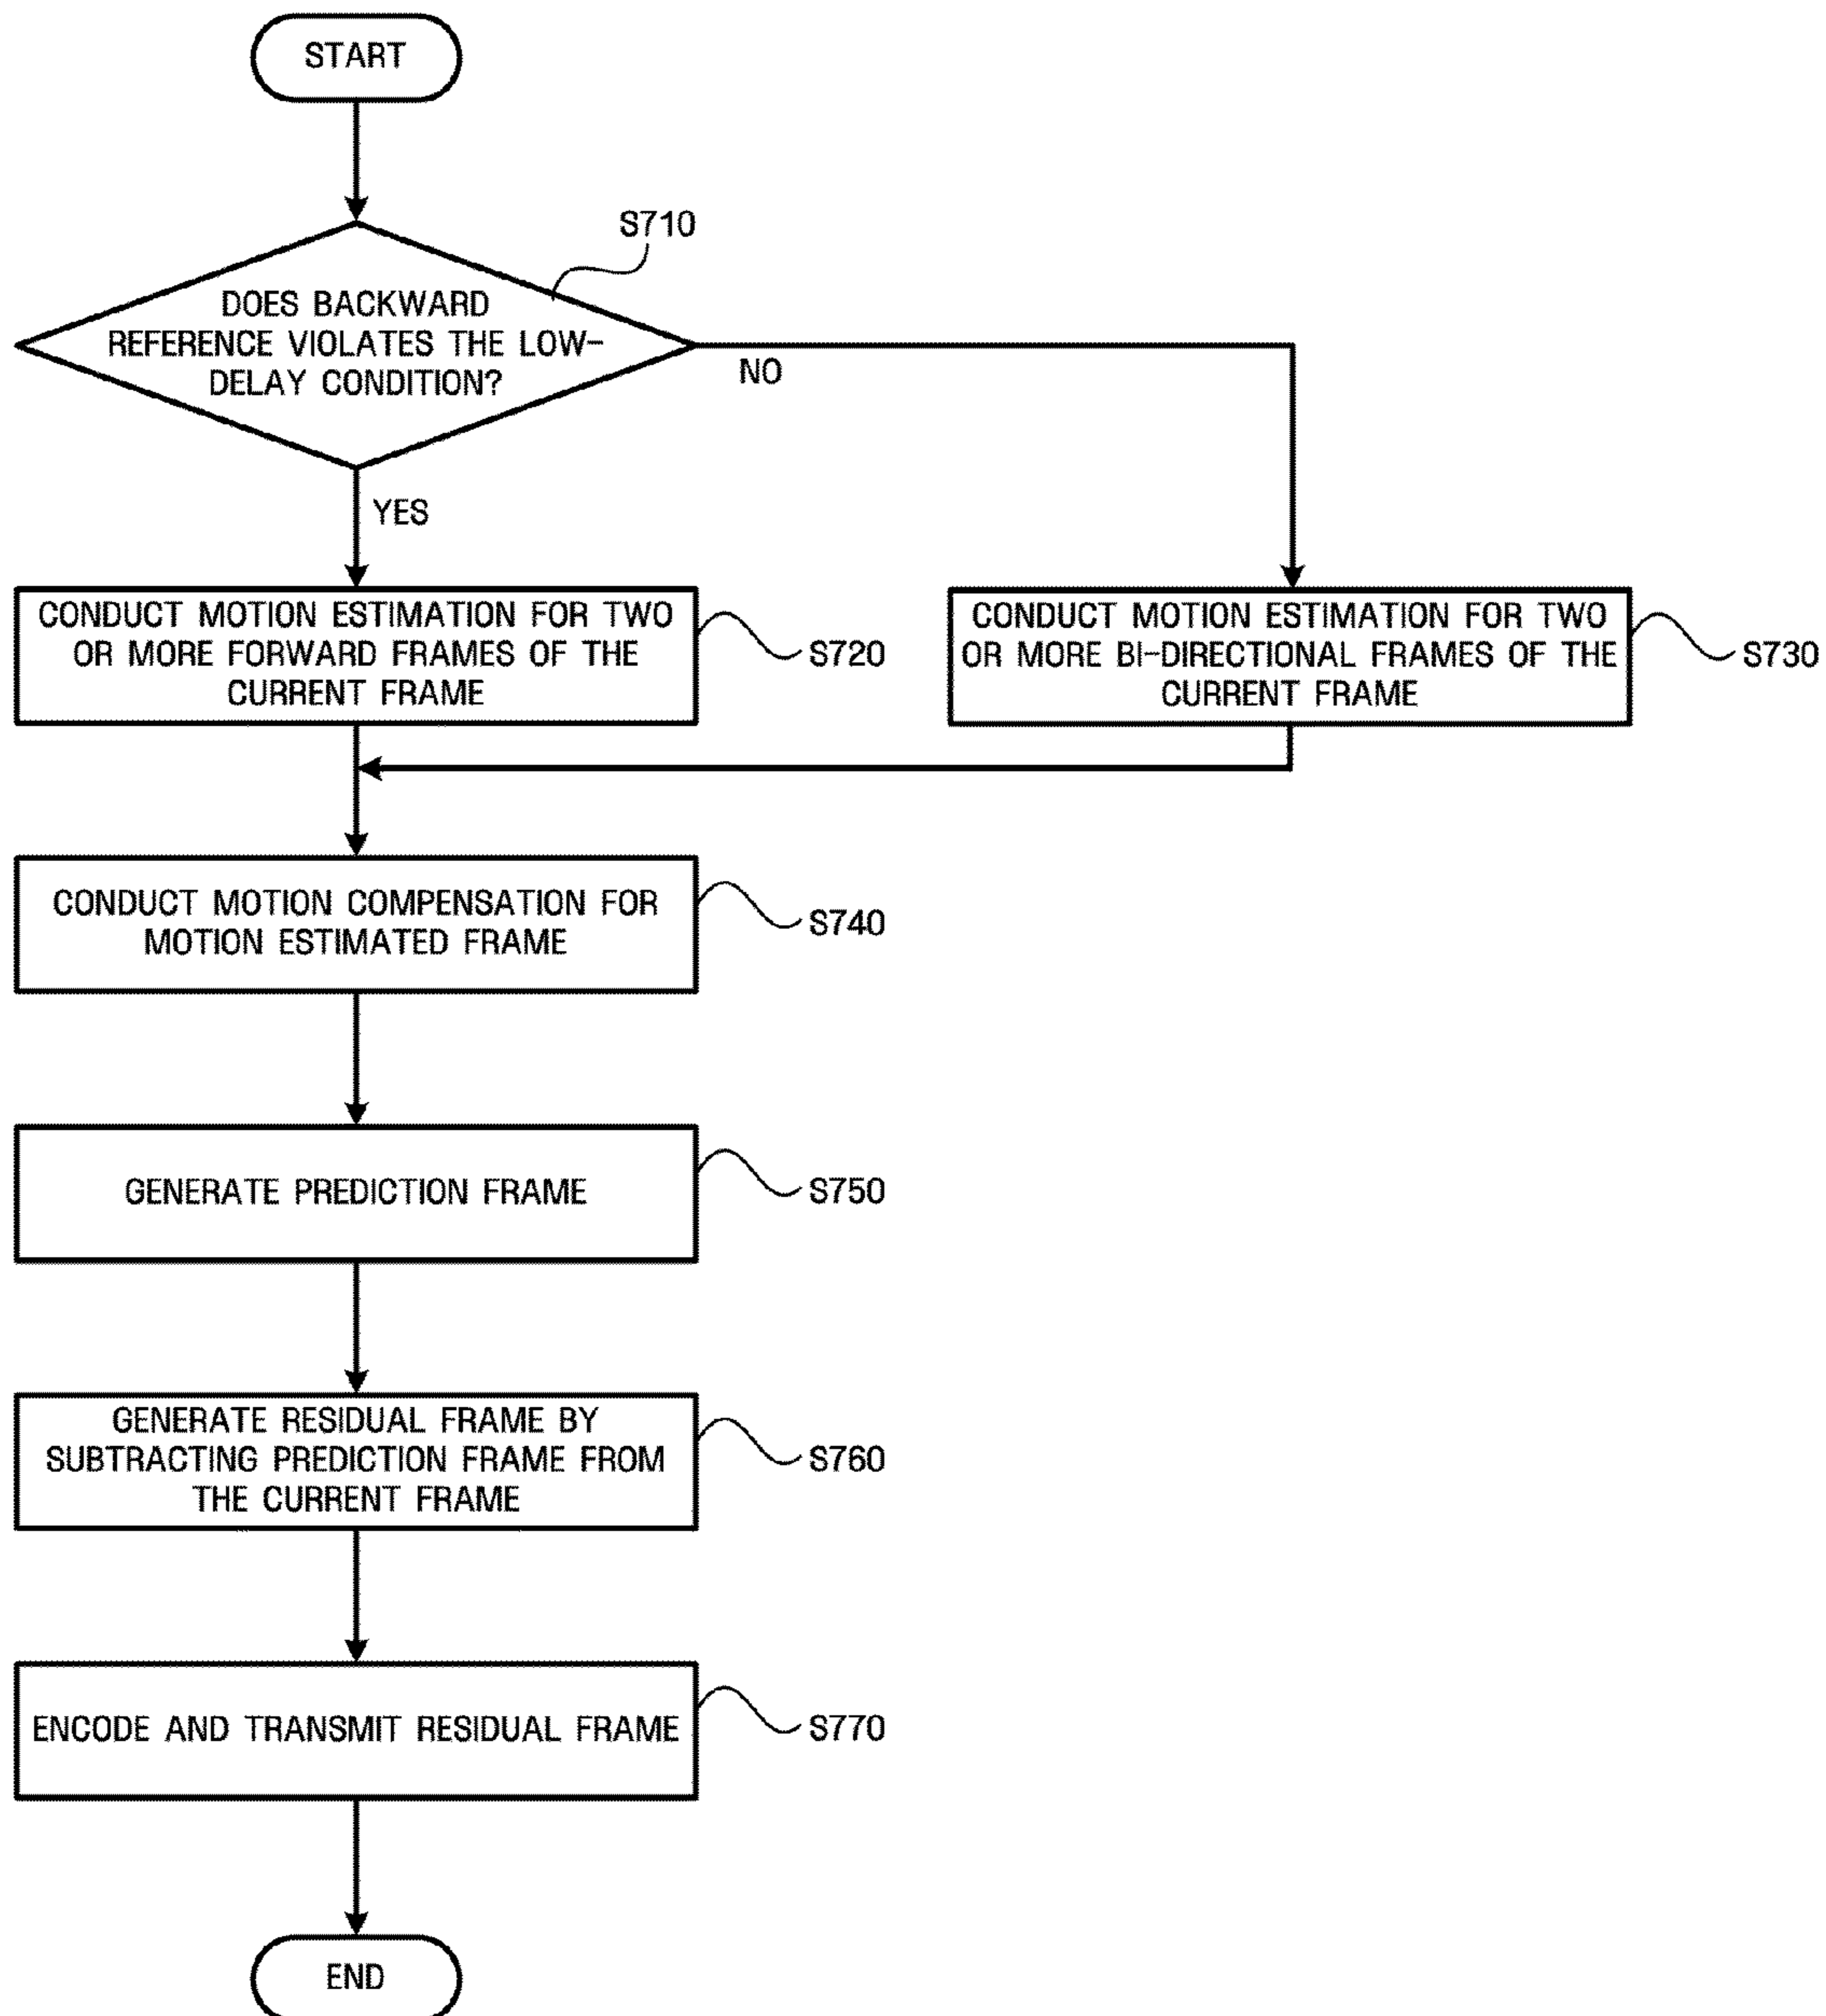 START
S710
DOES BACKWARD
REFERENCE VIOLATES THE LOW-
DELAY CONDITION?
NO
YES
CONDUCT MOTION ESTIMATION FOR TWO
OR MORE FORWARD FRAMES OF THE
CURRENT FRAME
S720
CONDUCT MOTION ESTIMATION FOR TWO
OR MORE BI-DIRECTIONAL FRAMES OF THE
CURRENT FRAME
S730
CONDUCT MOTION COMPENSATION FOR
MOTION ESTIMATED FRAME
S740
GENERATE PREDICTION FRAME
S750
GENERATE RESIDUAL FRAME BY
SUBTRACTING PREDICTION FRAME FROM
THE CURRENT FRAME
S760
ENCODE AND TRANSMIT RESIDUAL FRAME
S770
END